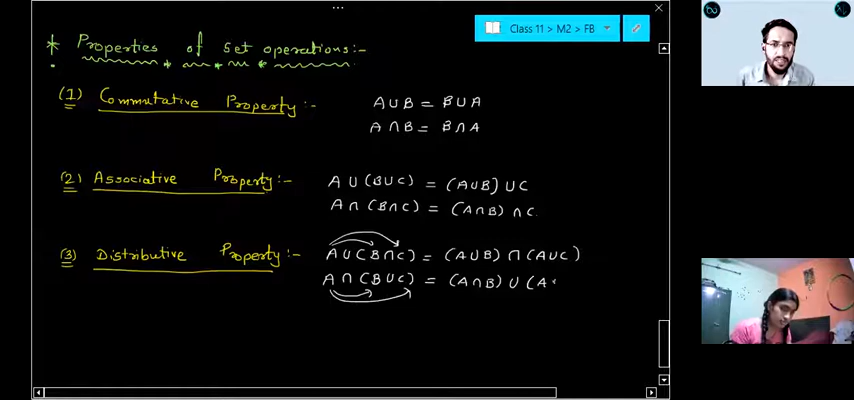 Class 11 > M2 > FB
* Properties of set operations:-
(1) Commutative Property :- A ∪ B = B ∪ A
A ∩ B = B ∩ A
(2) Associative Property :- A ∪ (B ∪ C) = (A ∪ B) ∪ C
A ∩ (B ∩ C) = (A ∩ B) ∩ C.
(3) Distributive Property :- A ∪ (B ∩ C) = (A ∪ B) ∩ (A ∪ C)
A ∩ (B ∪ C) = (A ∩ B) ∪ (A